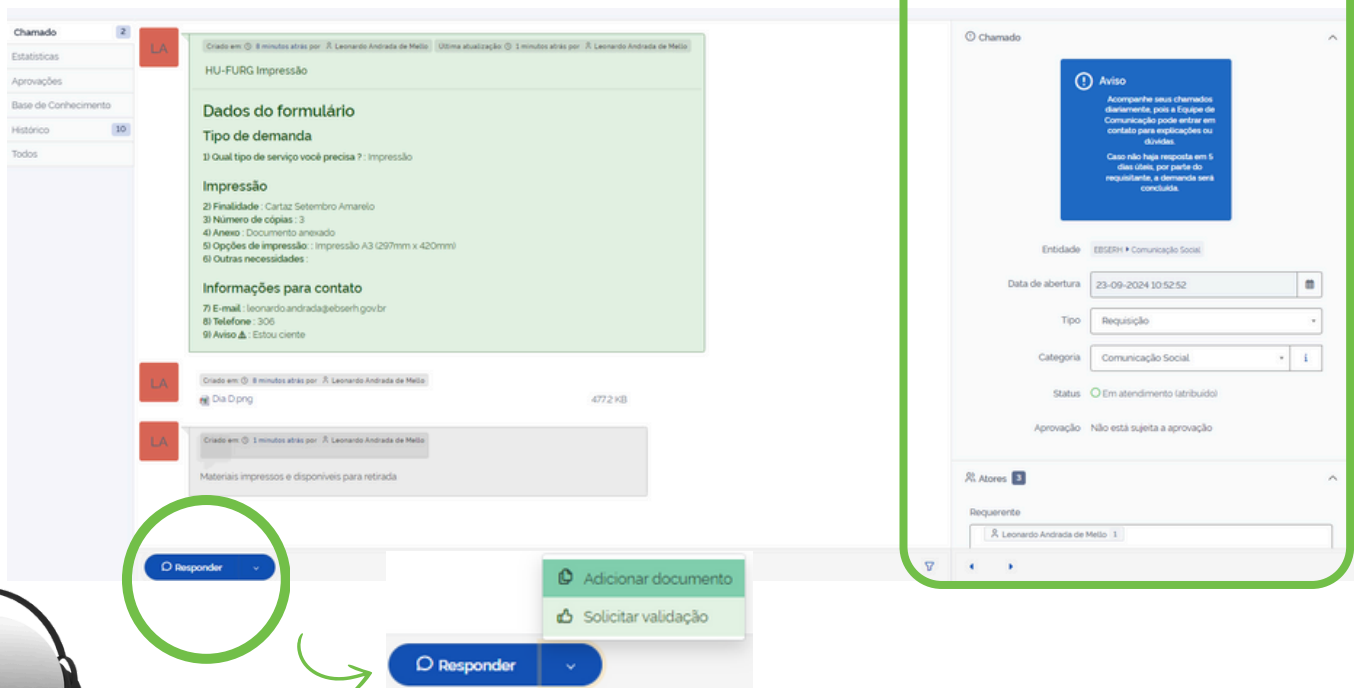 Chamado 2
Estatísticas
Aprovações
Base de Conhecimento
Histórico 10
Todos
LA
Criado em: 8 minutos atrás por Leonardo Andrada de Mello Última atualização: 1 minutos atrás por Leonardo Andrada de Mello
HU-FURG Impressão
Dados do formulário
Tipo de demanda
1) Qual tipo de serviço você precisa ? : Impressão
Impressão
2) Finalidade : Cartaz Setembro Amarelo
3) Número de cópias : 3
4) Anexo : Documento anexado
5) Opções de impressão: : Impressão A3 (297mm x 420mm)
6) Outras necessidades :
Informações para contato
7) E-mail : leonardo.andrada@ebserh.gov.br
8) Telefone : 306
9) Aviso : Estou ciente
LA
Criado em: 8 minutos atrás por Leonardo Andrada de Mello
Dia D.png 477.2 KB
LA
Criado em: 1 minutos atrás por Leonardo Andrada de Mello
Materiais impressos e disponíveis para retirada
Responder
Adicionar documento
Solicitar validação
Responder
Chamado
Aviso
Acompanhe seus chamados
diariamente, pois a Equipe de
Comunicação pode entrar em
contato para explicações ou
dúvidas.
Caso não haja resposta em 5
dias úteis, por parte do
requisitante, a demanda será
concluída.
Entidade EBSERH Comunicação Social
Data de abertura 23-09-2024 10:52:52
Tipo Requisição
Categoria Comunicação Social i
Status Em atendimento (atribuído)
Aprovação Não está sujeita a aprovação
Atores 3
Requerente
Leonardo Andrada de Mello